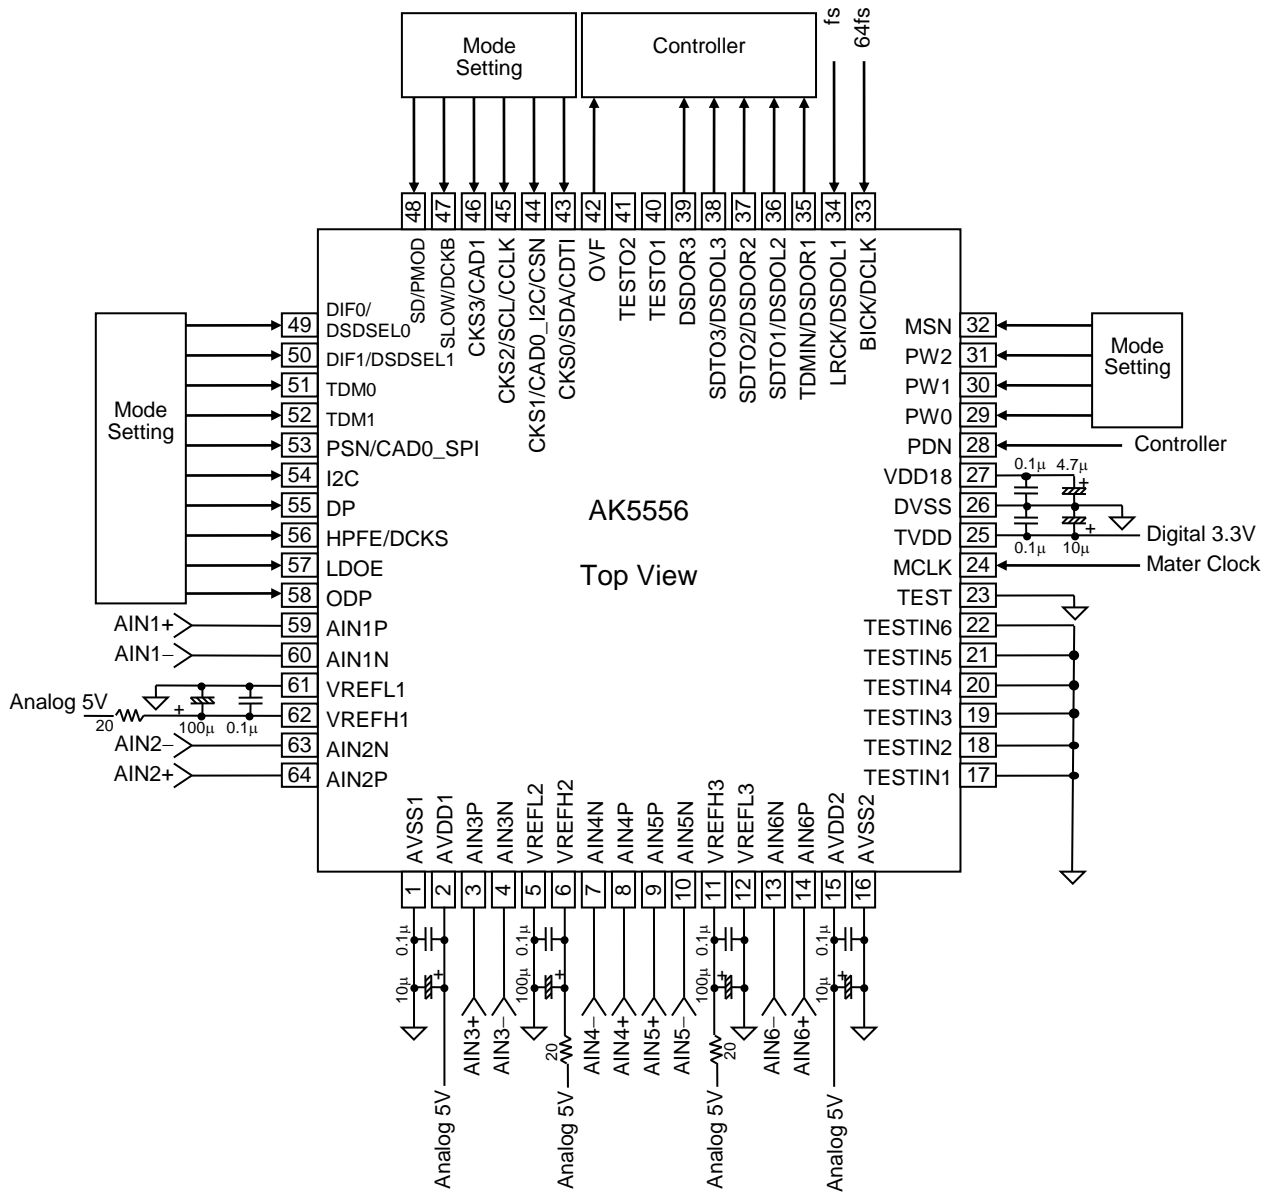 Mode
Setting
Controller
fs
64fs
48
47
46
45
44
43
42
41
40
39
38
37
36
35
34
33
SD/PMOD
SLOW/DCKB
CKS3/CAD1
CKS2/SCL/CCLK
CKS1/CAD0_I2C/CSN
CKS0/SDA/CDTI
OVF
TESTO2
TESTO1
DSDOR3
SDTO3/DSDOL3
SDTO2/DSDOR2
SDTO1/DSDOL2
TDMIN/DSDOR1
LRCK/DSDOL1
BICK/DCLK
Mode
Setting
49 DIF0/
DSDSEL0
50 DIF1/DSDSEL1
51 TDM0
52 TDM1
53 PSN/CAD0_SPI
54 I2C
55 DP
56 HPFE/DCKS
57 LDOE
58 ODP
AIN1+ 59 AIN1P
AIN1− 60 AIN1N
61 VREFL1
Analog 5V 20 + 100µ 0.1µ 62 VREFH1
AIN2− 63 AIN2N
AIN2+ 64 AIN2P
AK5556
Top View
MSN 32
PW2 31
PW1 30
PW0 29
Mode
Setting
PDN 28 Controller
VDD18 27 0.1µ 4.7µ +
DVSS 26
TVDD 25 0.1µ 10µ + Digital 3.3V
MCLK 24 Mater Clock
TEST 23
TESTIN6 22
TESTIN5 21
TESTIN4 20
TESTIN3 19
TESTIN2 18
TESTIN1 17
AVSS1
AVDD1
AIN3P
AIN3N
VREFL2
VREFH2
AIN4N
AIN4P
AIN5P
AIN5N
VREFH3
VREFL3
AIN6N
AIN6P
AVDD2
AVSS2
1
2
3
4
5
6
7
8
9
10
11
12
13
14
15
16
0.1µ
0.1µ
0.1µ
0.1µ
10µ +
100µ +
100µ +
10µ +
AIN3+
AIN3−
20
AIN4−
AIN4+
AIN5+
AIN5−
20
AIN6−
AIN6+
Analog 5V
Analog 5V
Analog 5V
Analog 5V